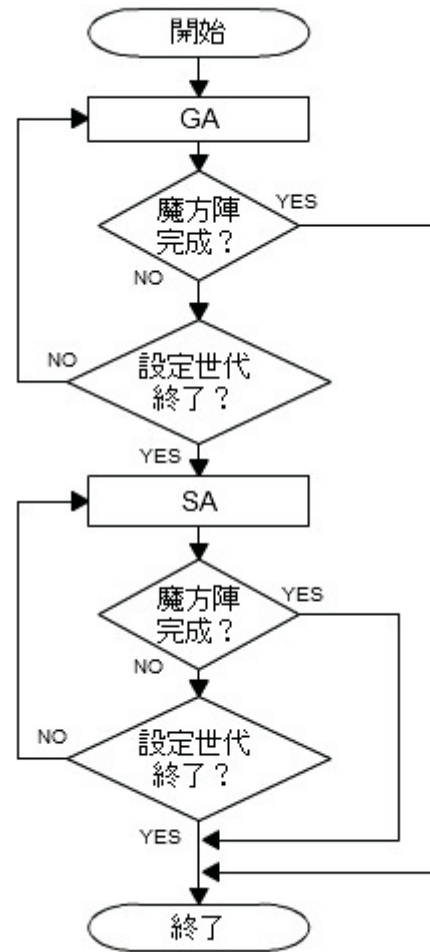 開始
GA
魔方陣
完成？
YES
NO
設定世代
終了？
NO
YES
SA
魔方陣
完成？
YES
NO
設定世代
終了？
NO
YES
終了